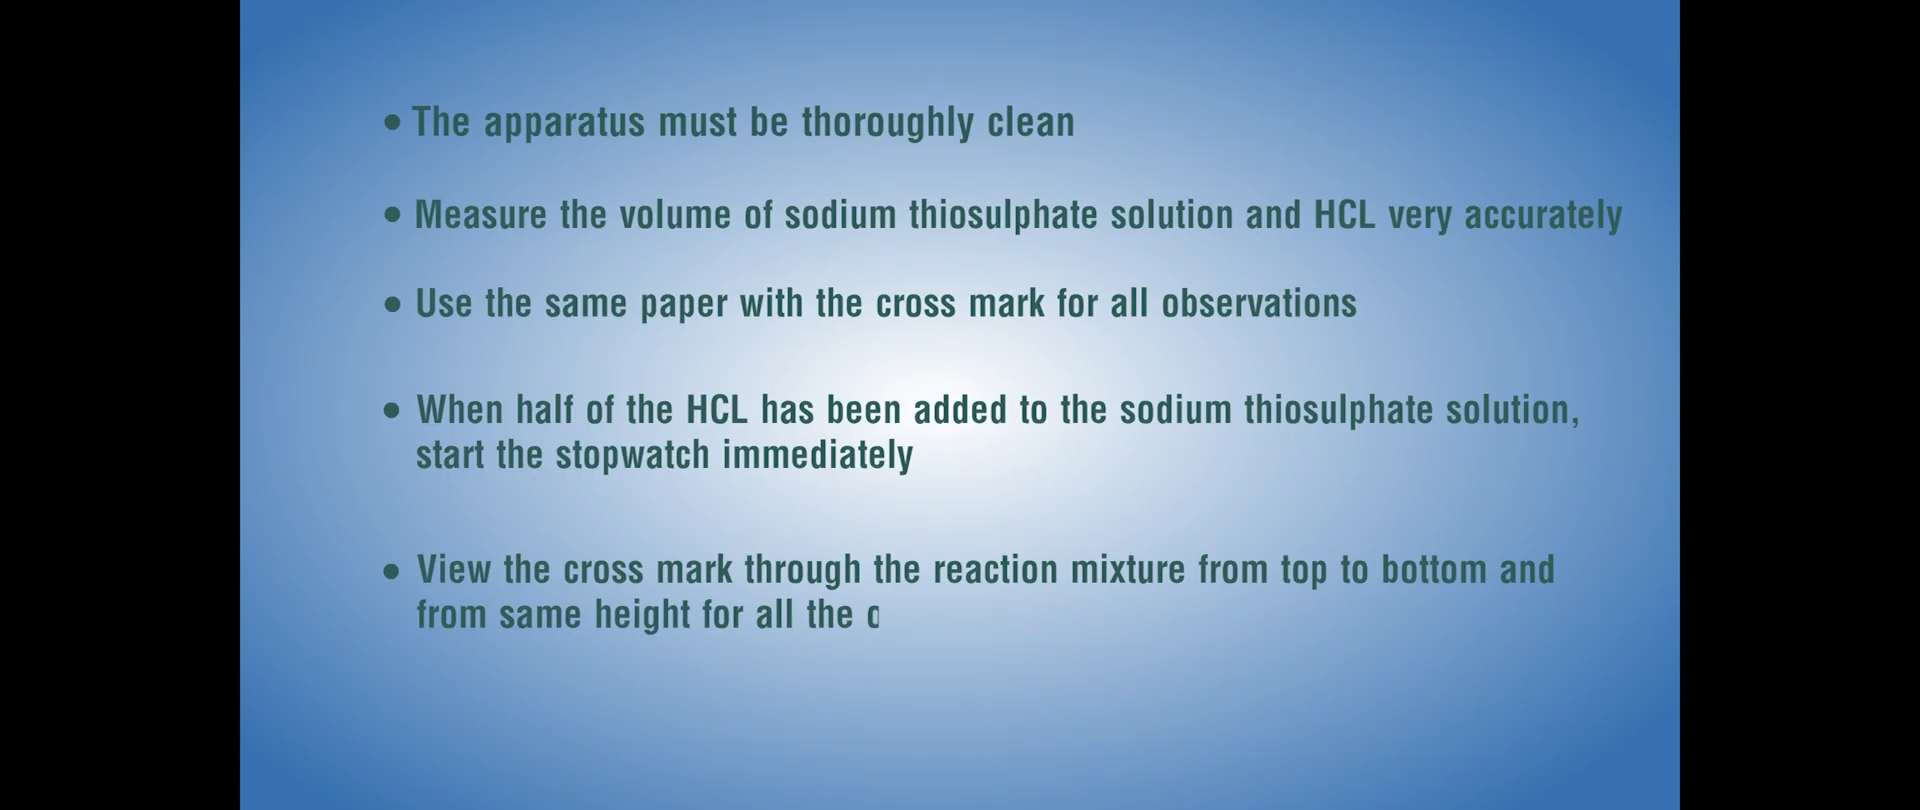 • The apparatus must be thoroughly clean
• Measure the volume of sodium thiosulphate solution and HCL very accurately
• Use the same paper with the cross mark for all observations
• When half of the HCL has been added to the sodium thiosulphate solution,
start the stopwatch immediately
• View the cross mark through the reaction mixture from top to bottom and
from same height for all the